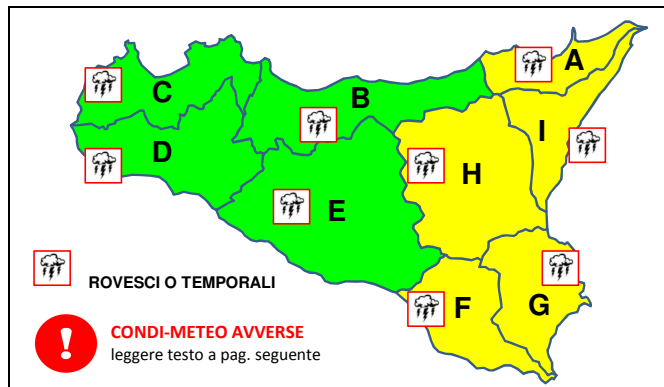 A
B
C
I
D
H
E
F
G
ROVESCI O TEMPORALI
!
CONDI-METEO AVVERSE
leggere testo a pag. seguente